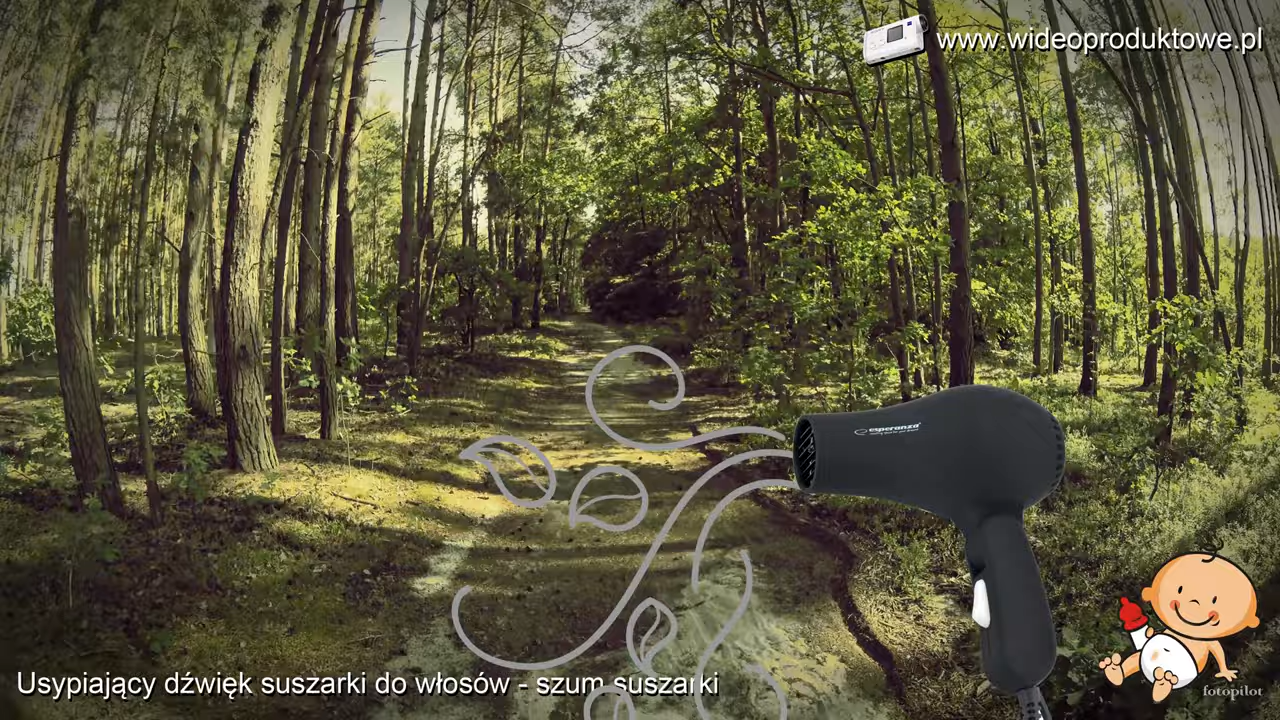 www.wideoproduktowe.pl
esperanza
Usypiający dźwięk suszarki do włosów - szum suszarki
fotopilot